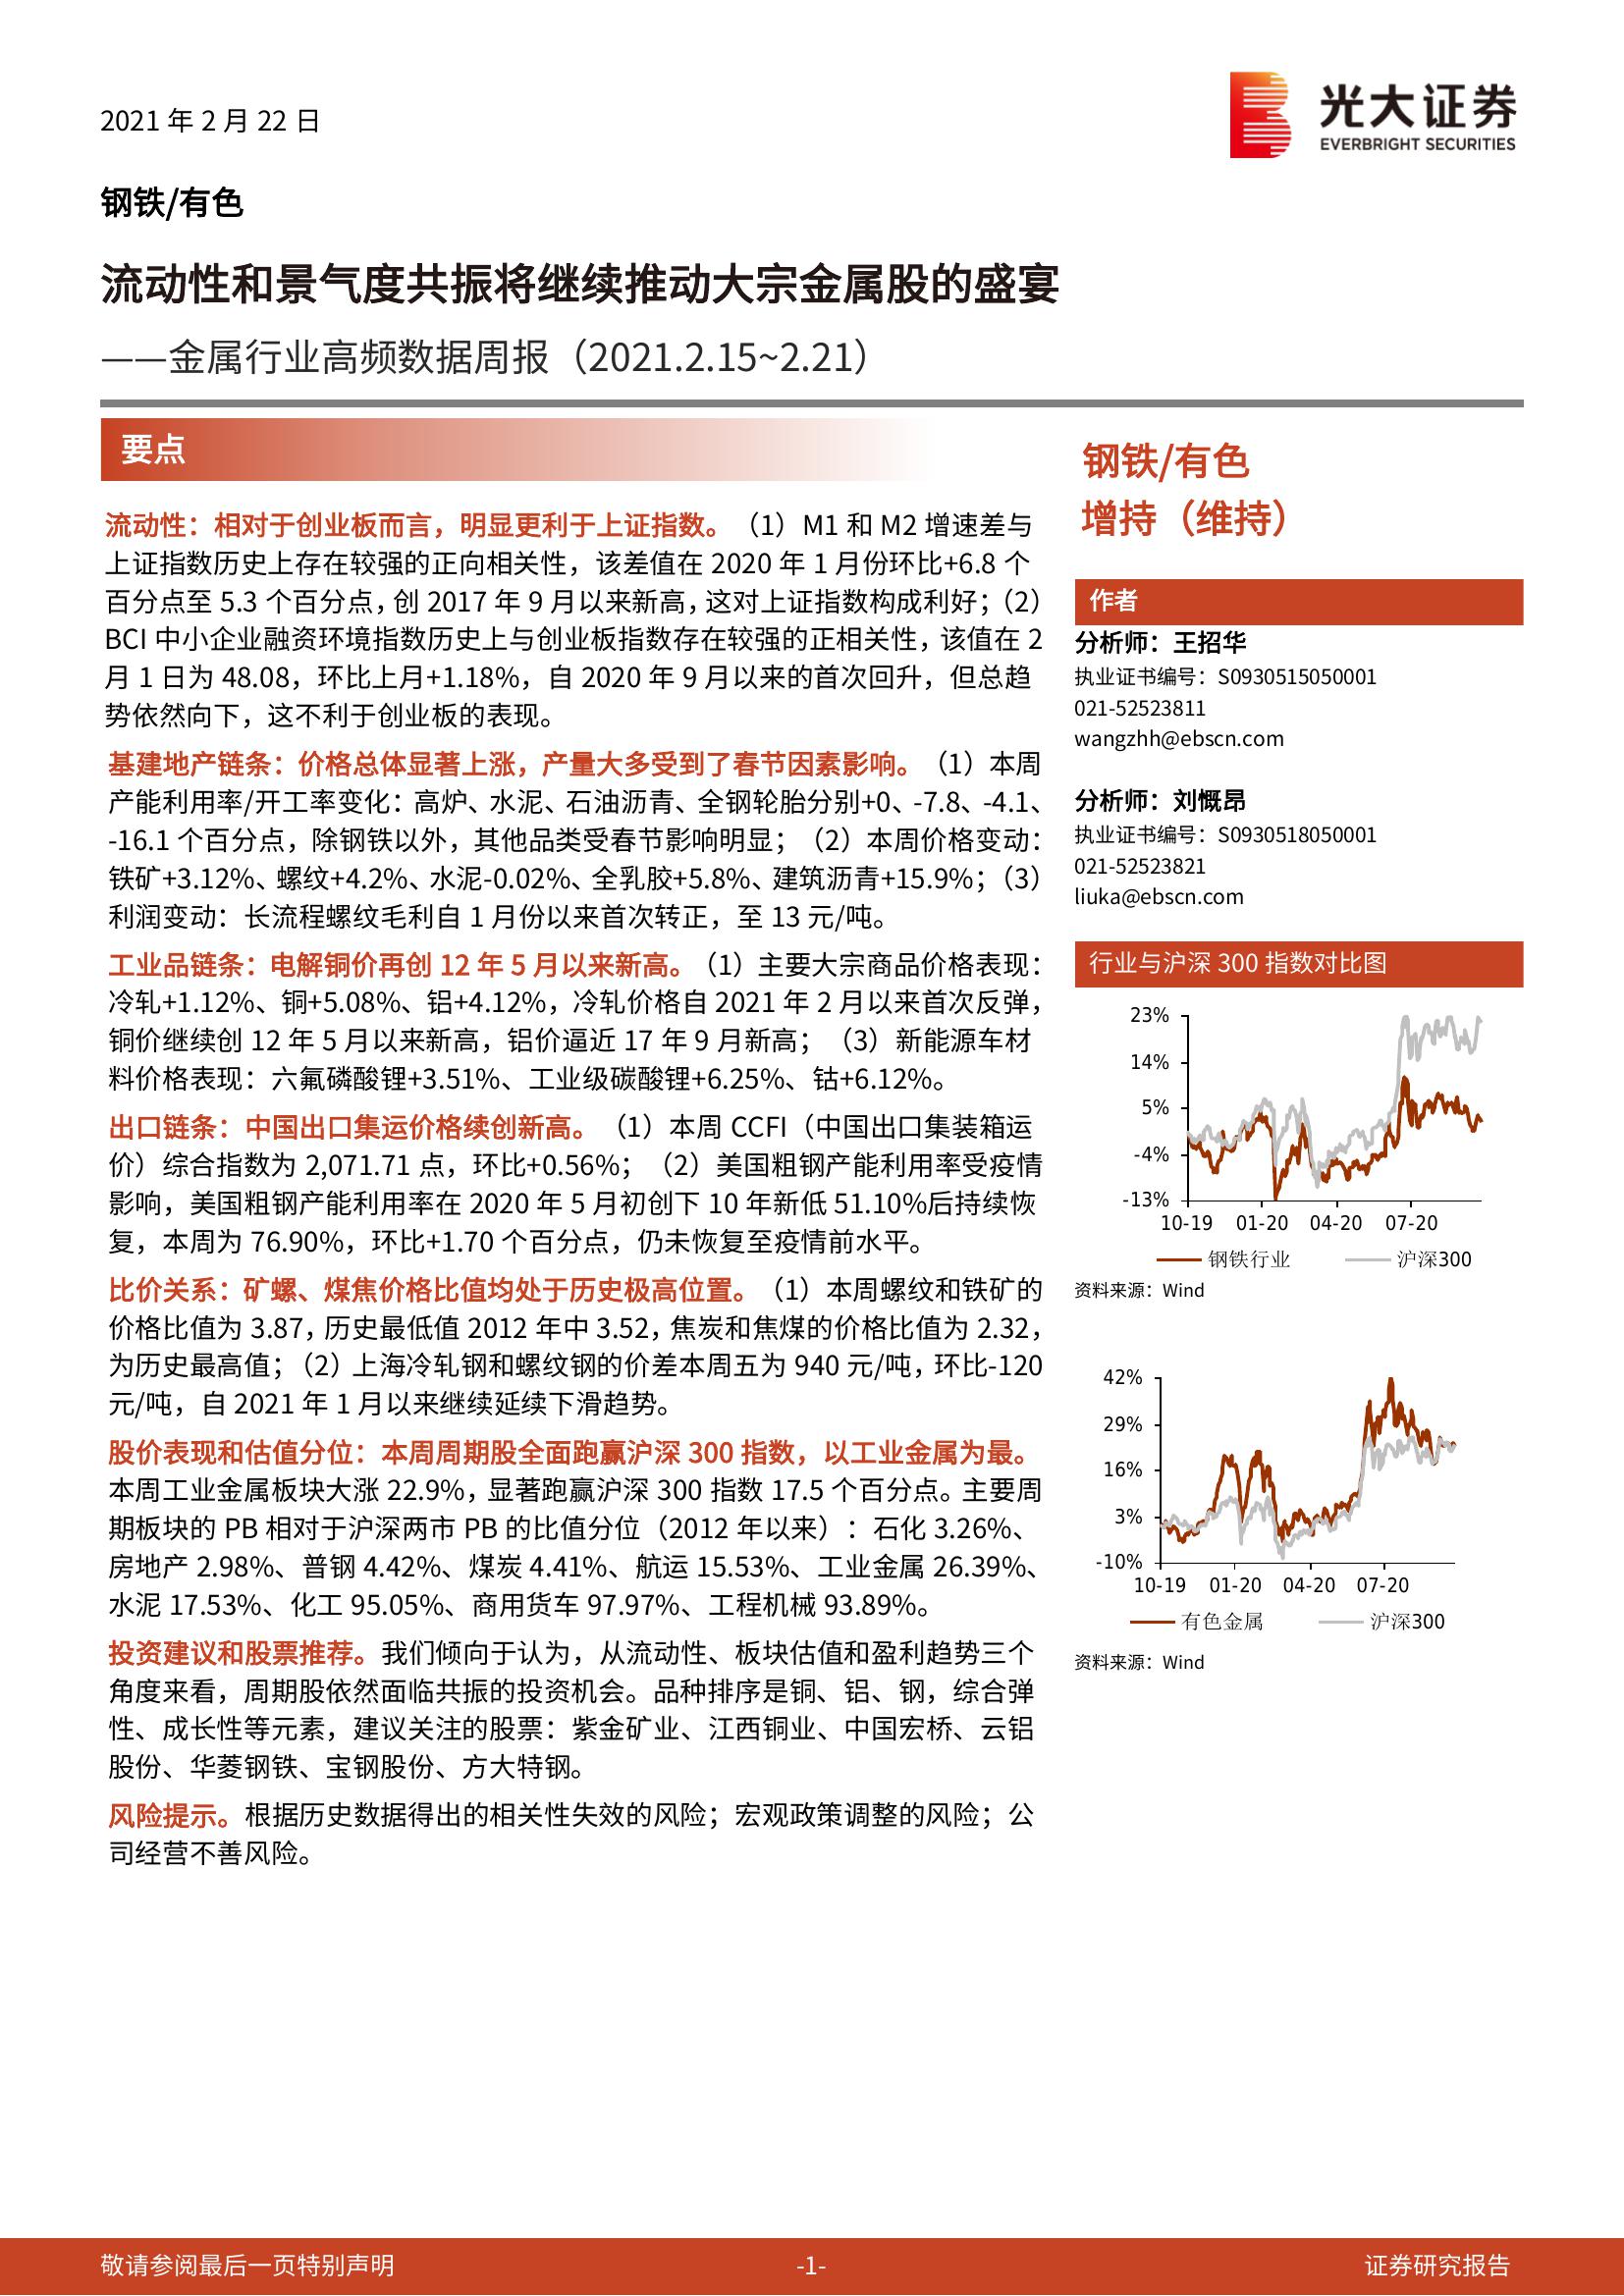 2021 年 2 月 22 日
光大证券
EVERBRIGHT SECURITIES
钢铁/有色
流动性和景气度共振将继续推动大宗金属股的盛宴
——金属行业高频数据周报（2021.2.15~2.21）
要点
流动性：相对于创业板而言，明显更利于上证指数。（1）M1 和 M2 增速差与
上证指数历史上存在较强的正向相关性，该差值在 2020 年 1 月份环比+6.8 个
百分点至 5.3 个百分点，创 2017 年 9 月以来新高，这对上证指数构成利好；（2）
BCI 中小企业融资环境指数历史上与创业板指数存在较强的正相关性，该值在 2
月 1 日为 48.08，环比上月+1.18%，自 2020 年 9 月以来的首次回升，但总趋
势依然向下，这不利于创业板的表现。
基建地产链条：价格总体显著上涨，产量大多受到了春节因素影响。（1）本周
产能利用率/开工率变化：高炉、水泥、石油沥青、全钢轮胎分别+0、-7.8、-4.1、
-16.1 个百分点，除钢铁以外，其他品类受春节影响明显；（2）本周价格变动：
铁矿+3.12%、螺纹+4.2%、水泥-0.02%、全乳胶+5.8%、建筑沥青+15.9%；（3）
利润变动：长流程螺纹毛利自 1 月份以来首次转正，至 13 元/吨。
工业品链条：电解铜价再创 12 年 5 月以来新高。（1）主要大宗商品价格表现：
冷轧+1.12%、铜+5.08%、铝+4.12%，冷轧价格自 2021 年 2 月以来首次反弹，
铜价继续创 12 年 5 月以来新高，铝价逼近 17 年 9 月新高；（3）新能源车材
料价格表现：六氟磷酸锂+3.51%、工业级碳酸锂+6.25%、钴+6.12%。
出口链条：中国出口集运价格续创新高。（1）本周 CCFI（中国出口集装箱运
价）综合指数为 2,071.71 点，环比+0.56%；（2）美国粗钢产能利用率受疫情
影响，美国粗钢产能利用率在 2020 年 5 月初创下 10 年新低 51.10%后持续恢
复，本周为 76.90%，环比+1.70 个百分点，仍未恢复至疫情前水平。
比价关系：矿螺、煤焦价格比值均处于历史极高位置。（1）本周螺纹和铁矿的
价格比值为 3.87，历史最低值 2012 年中 3.52，焦炭和焦煤的价格比值为 2.32，
为历史最高值；（2）上海冷轧钢和螺纹钢的价差本周五为 940 元/吨，环比-120
元/吨，自 2021 年 1 月以来继续延续下滑趋势。
股价表现和估值分位：本周周期股全面跑赢沪深 300 指数，以工业金属为最。
本周工业金属板块大涨 22.9%，显著跑赢沪深 300 指数 17.5 个百分点。主要周
期板块的 PB 相对于沪深两市 PB 的比值分位（2012 年以来）：石化 3.26%、
房地产 2.98%、普钢 4.42%、煤炭 4.41%、航运 15.53%、工业金属 26.39%、
水泥 17.53%、化工 95.05%、商用货车 97.97%、工程机械 93.89%。
投资建议和股票推荐。我们倾向于认为，从流动性、板块估值和盈利趋势三个
角度来看，周期股依然面临共振的投资机会。品种排序是铜、铝、钢，综合弹
性、成长性等元素，建议关注的股票：紫金矿业、江西铜业、中国宏桥、云铝
股份、华菱钢铁、宝钢股份、方大特钢。
风险提示。根据历史数据得出的相关性失效的风险；宏观政策调整的风险；公
司经营不善风险。
钢铁/有色
增持（维持）
作者
分析师：王招华
执业证书编号：S0930515050001
021-52523811
wangzhh@ebscn.com
分析师：刘慨昂
执业证书编号：S0930518050001
021-52523821
liuka@ebscn.com
行业与沪深 300 指数对比图
23%
14%
5%
-4%
-13%
10-19 01-20 04-20 07-20
钢铁行业 沪深300
资料来源：Wind
42%
29%
16%
3%
-10%
10-19 01-20 04-20 07-20
有色金属 沪深300
资料来源：Wind
敬请参阅最后一页特别声明 -1- 证券研究报告